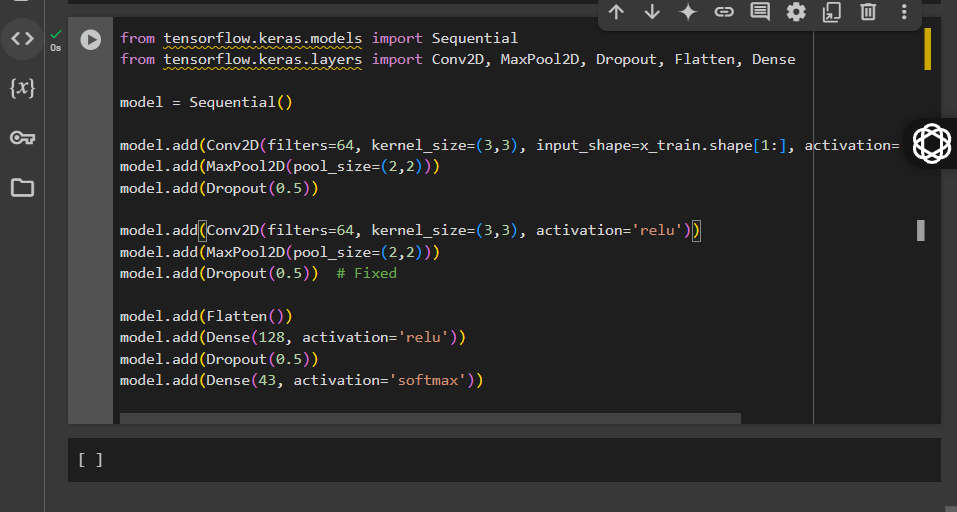 0s
from tensorflow.keras.models import Sequential
from tensorflow.keras.layers import Conv2D, MaxPool2D, Dropout, Flatten, Dense
model = Sequential()
model.add(Conv2D(filters=64, kernel_size=(3,3), input_shape=x_train.shape[1:], activation=
model.add(MaxPool2D(pool_size=(2,2)))
model.add(Dropout(0.5))
model.add(Conv2D(filters=64, kernel_size=(3,3), activation='relu'))
model.add(MaxPool2D(pool_size=(2,2)))
model.add(Dropout(0.5))  # Fixed
model.add(Flatten())
model.add(Dense(128, activation='relu'))
model.add(Dropout(0.5))
model.add(Dense(43, activation='softmax'))
[ ]